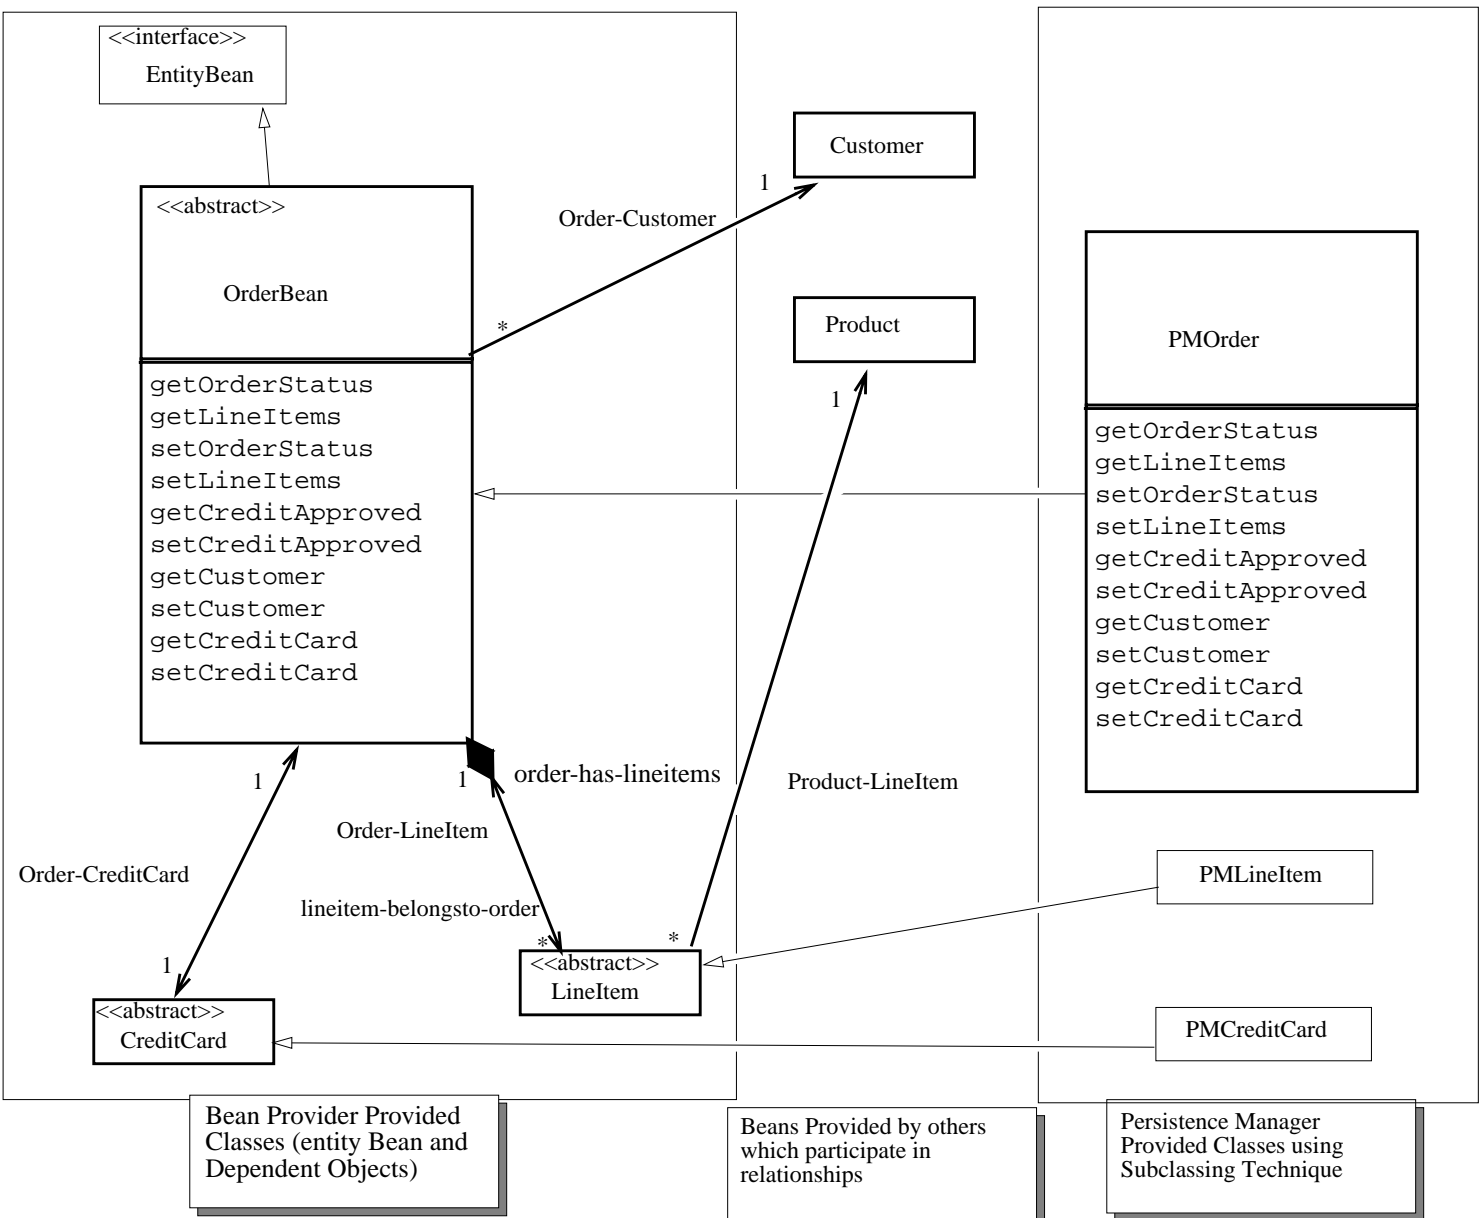 <<interface>>
EntityBean
<<abstract>>
OrderBean
getOrderStatus
getLineItems
setOrderStatus
setLineItems
getCreditApproved
setCreditApproved
getCustomer
setCustomer
getCreditCard
setCreditCard
Order-Customer
1
*
Customer
Product
1
Product-LineItem
*
PMOrder
getOrderStatus
getLineItems
setOrderStatus
setLineItems
getCreditApproved
setCreditApproved
getCustomer
setCustomer
getCreditCard
setCreditCard
1
Order-CreditCard
1
1
order-has-lineitems
Order-LineItem
lineitem-belongsto-order
*
<<abstract>>
LineItem
<<abstract>>
CreditCard
PMLineItem
PMCreditCard
Bean Provider Provided
Classes (entity Bean and
Dependent Objects)
Beans Provided by others
which participate in
relationships
Persistence Manager
Provided Classes using
Subclassing Technique